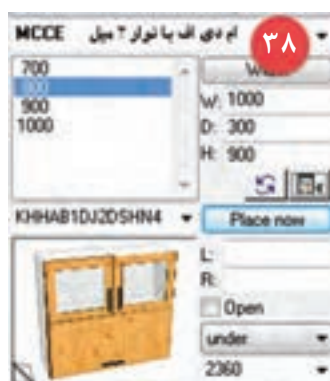 MCCE ام دی اف با نوار ۲ میل
۳۸
700
800
900
1000
W: 1000
D: 300
H: 900
KHHAB1DJ2DSHN4
Place now
L:
R:
Open
under
2360